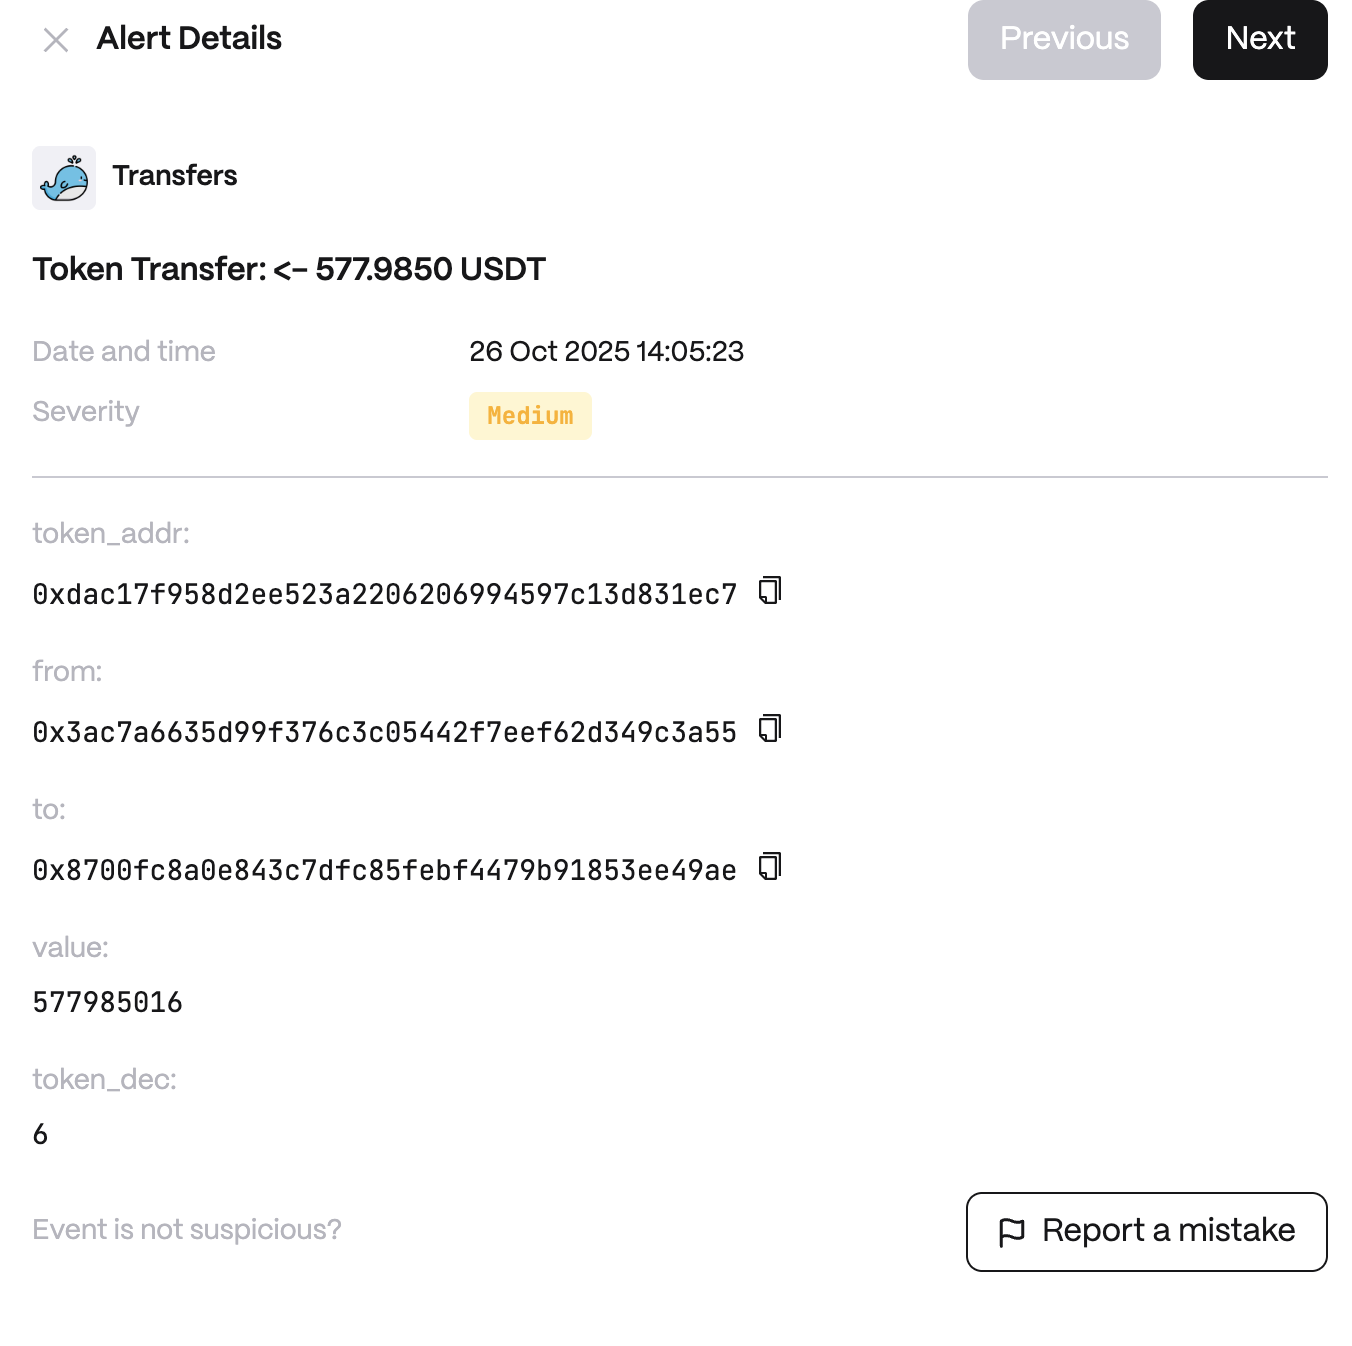 Alert Details
Previous
Next
Transfers
Token Transfer: <- 577.9850 USDT
Date and time
26 Oct 2025 14:05:23
Severity
Medium
token_addr:
0xdac17f958d2ee523a2206206994597c13d831ec7
from:
0x3ac7a6635d99f376c3c05442f7eef62d349c3a55
to:
0x8700fc8a0e843c7dfc85febf4479b91853ee49ae
value:
577985016
token_dec:
6
Event is not suspicious?
Report a mistake